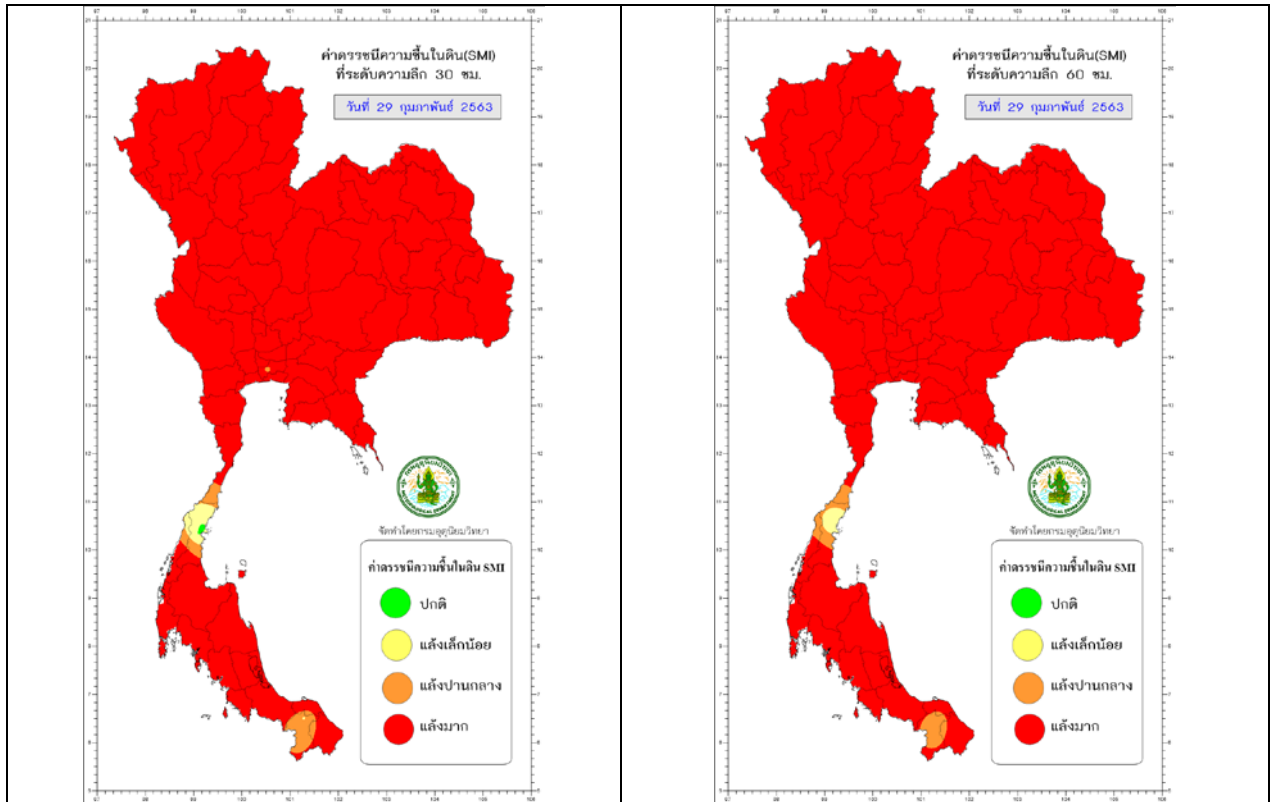 ค่าดรรชนีความชื้นในดิน(SMI)
ที่ระดับความลึก 30 ซม.
วันที่ 29 กุมภาพันธ์ 2563
จัดทำโดยกรมอุตุนิยมวิทยา
ค่าดรรชนีความชื้นในดิน SMI
ปกติ
แล้งเล็กน้อย
แล้งปานกลาง
แล้งมาก
ค่าดรรชนีความชื้นในดิน(SMI)
ที่ระดับความลึก 60 ซม.
วันที่ 29 กุมภาพันธ์ 2563
จัดทำโดยกรมอุตุนิยมวิทยา
ค่าดรรชนีความชื้นในดิน SMI
ปกติ
แล้งเล็กน้อย
แล้งปานกลาง
แล้งมาก